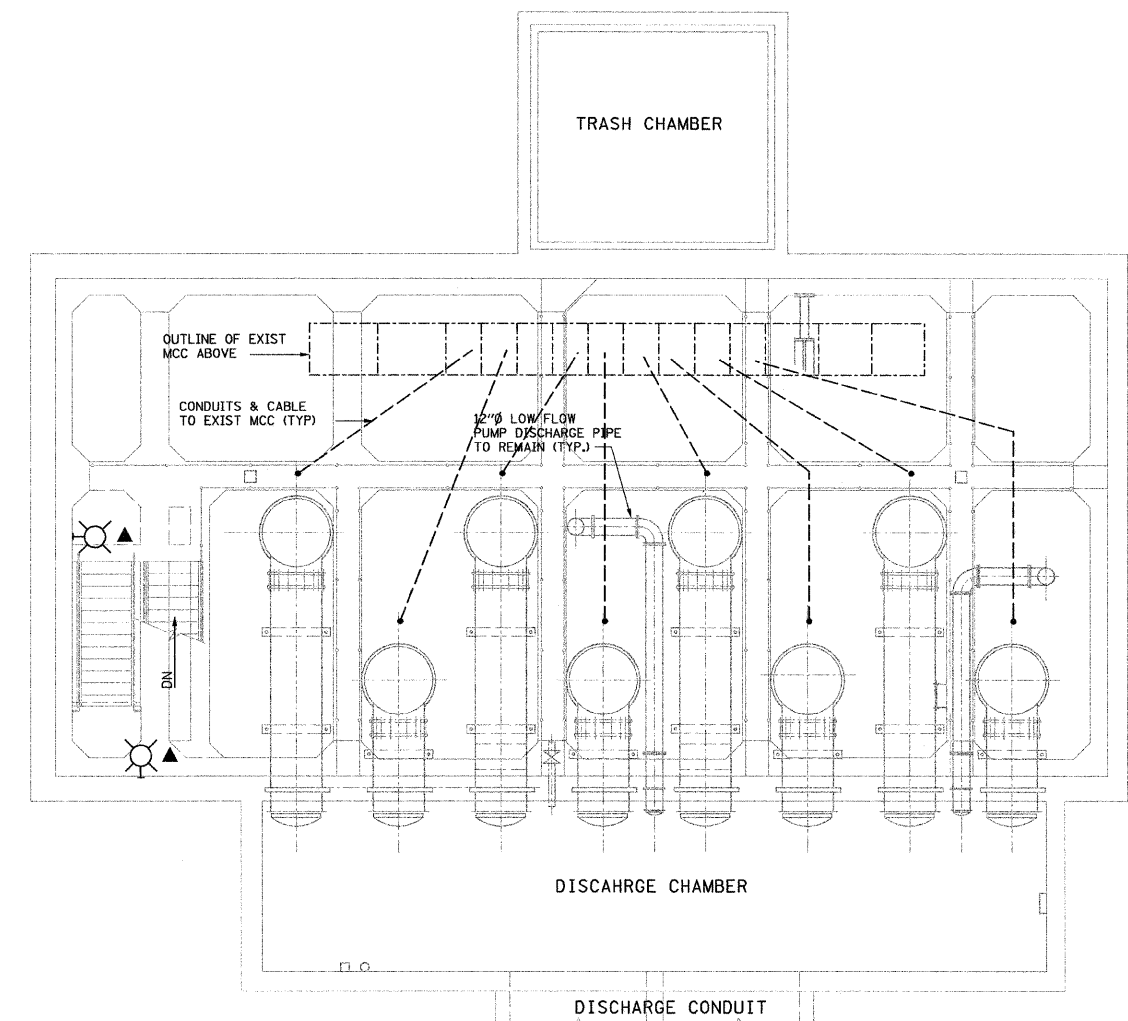 TRASH CHAMBER
OUTLINE OF EXIST
MCC ABOVE
CONDUITS & CABLE
TO EXIST MCC (TYP)
12"Ø LOW FLOW
PUMP DISCHARGE PIPE
TO REMAIN (TYP.)
DN
DISCAHRGE CHAMBER
DISCHARGE CONDUIT